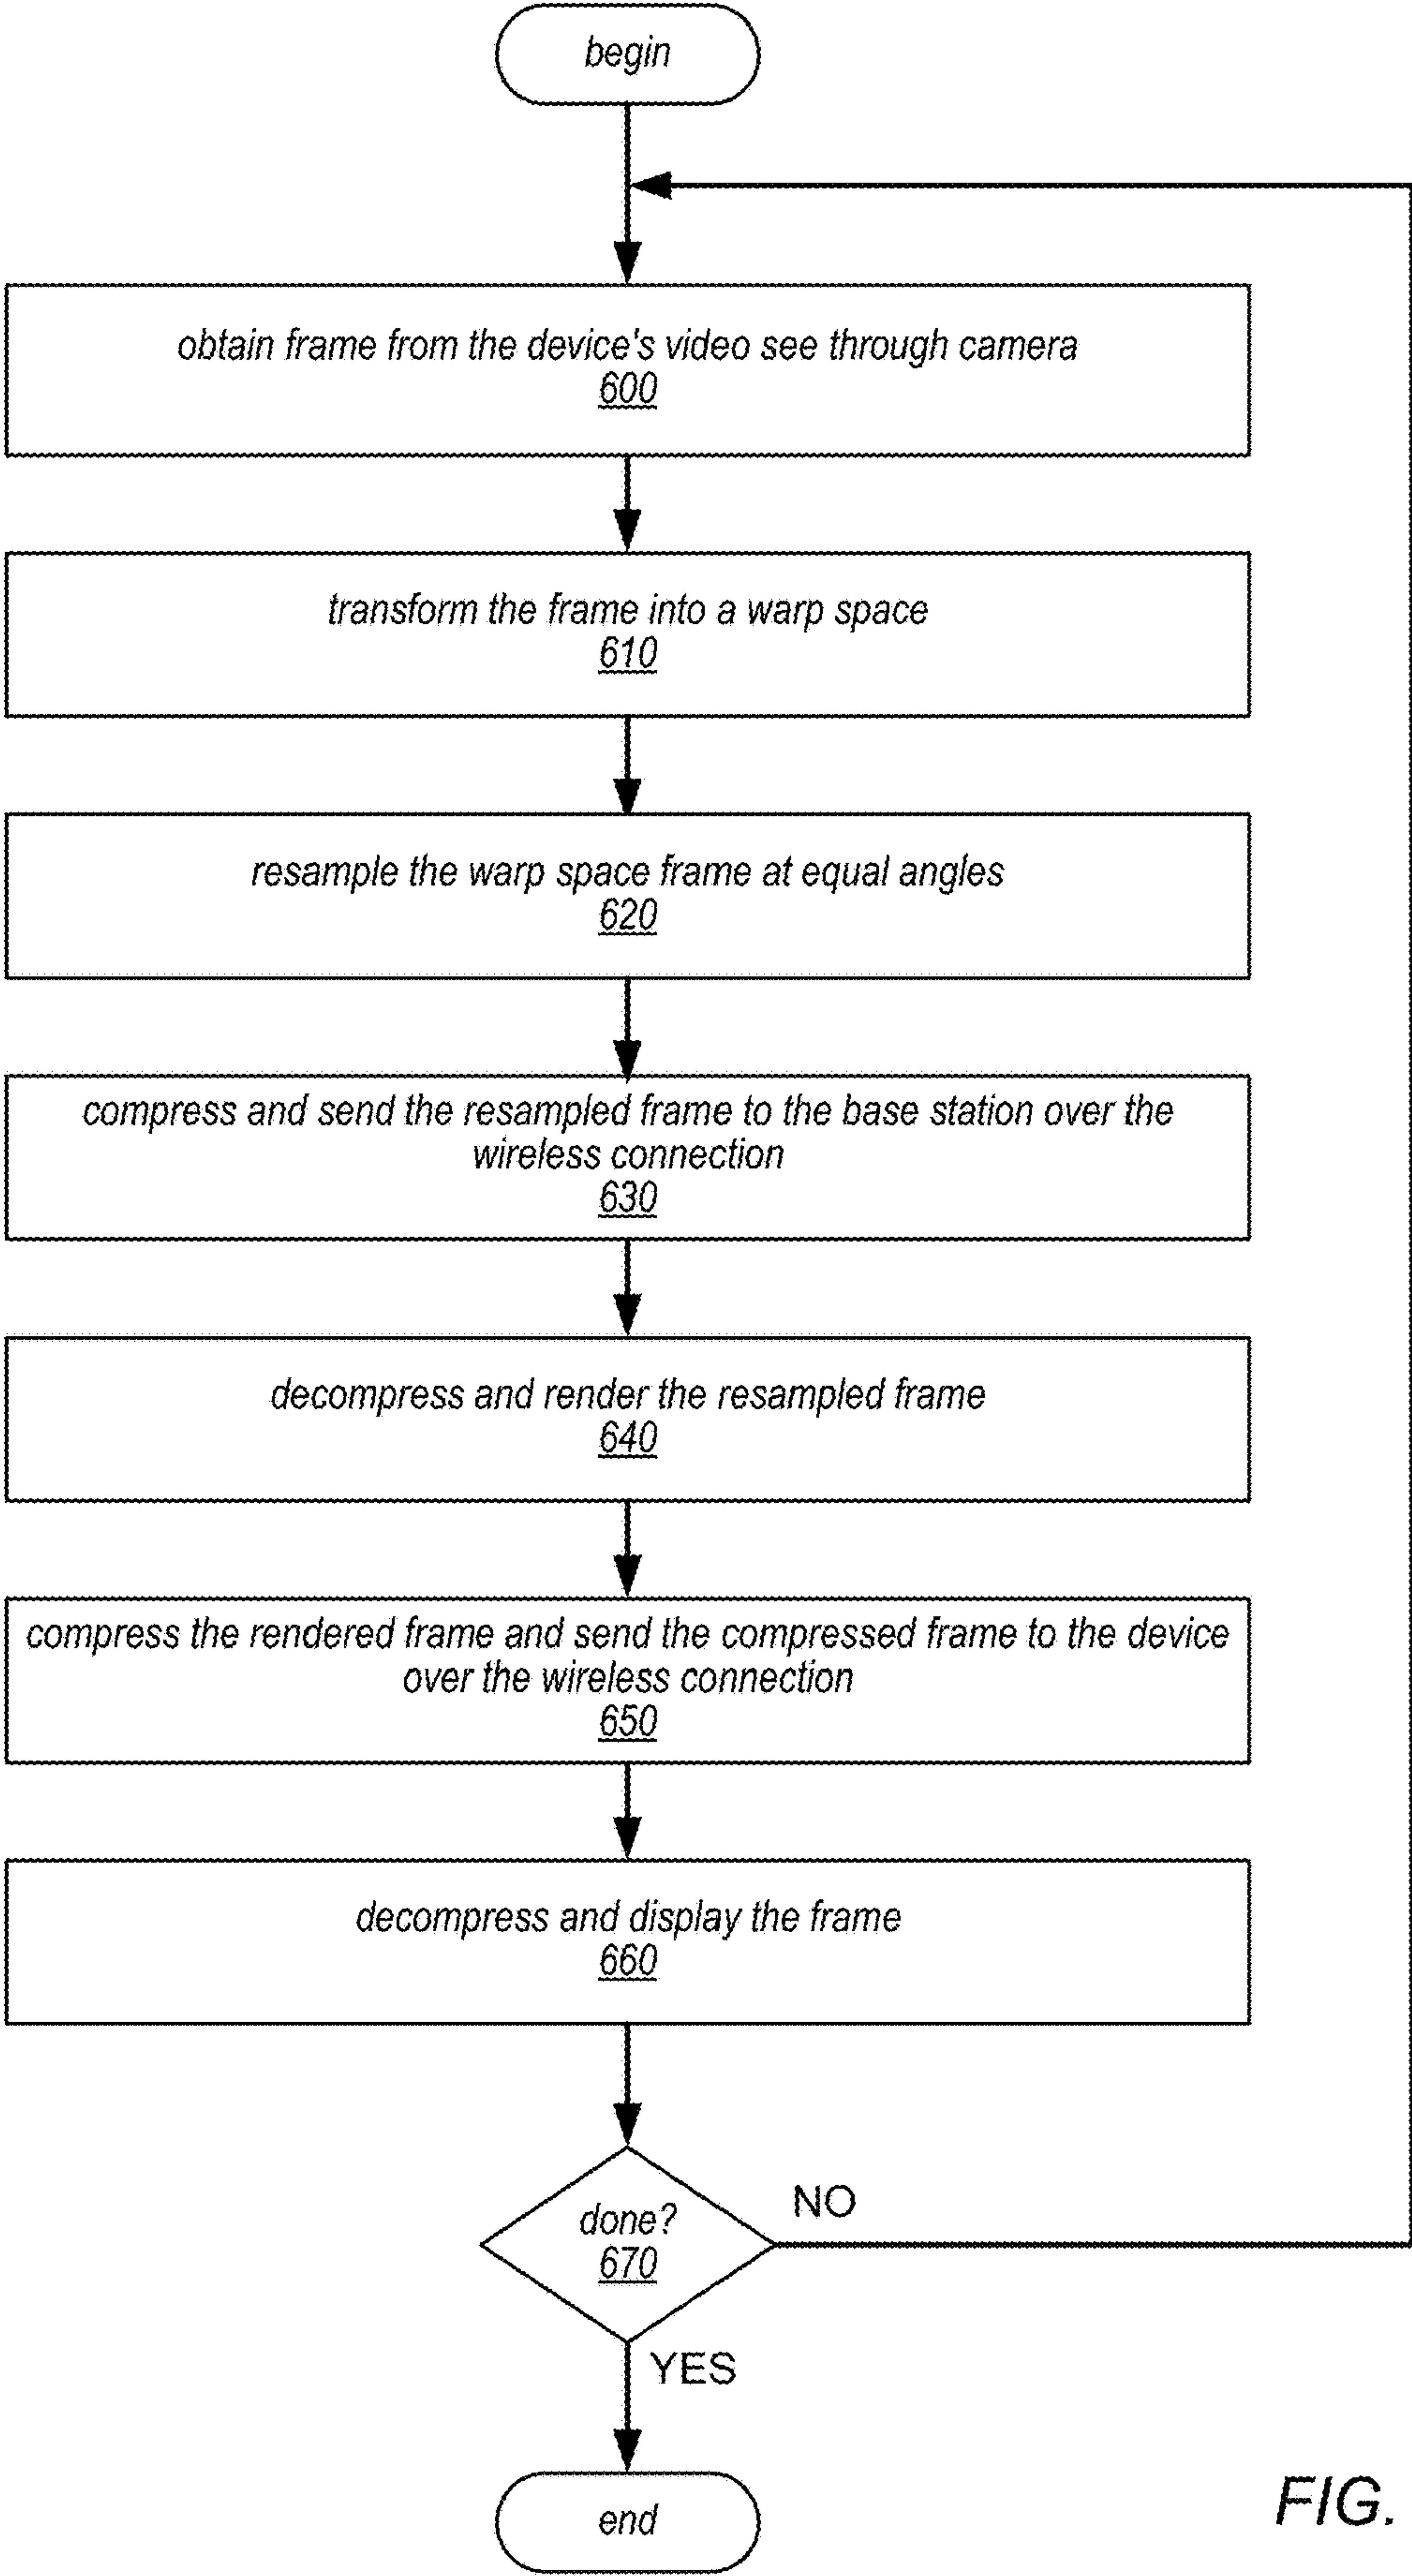 begin
obtain frame from the device's video see through camera
600
transform the frame into a warp space
610
resample the warp space frame at equal angles
620
compress and send the resampled frame to the base station over the
wireless connection
630
decompress and render the resampled frame
640
compress the rendered frame and send the compressed frame to the device
over the wireless connection
650
decompress and display the frame
660
done?
670
NO
YES
end
FIG.